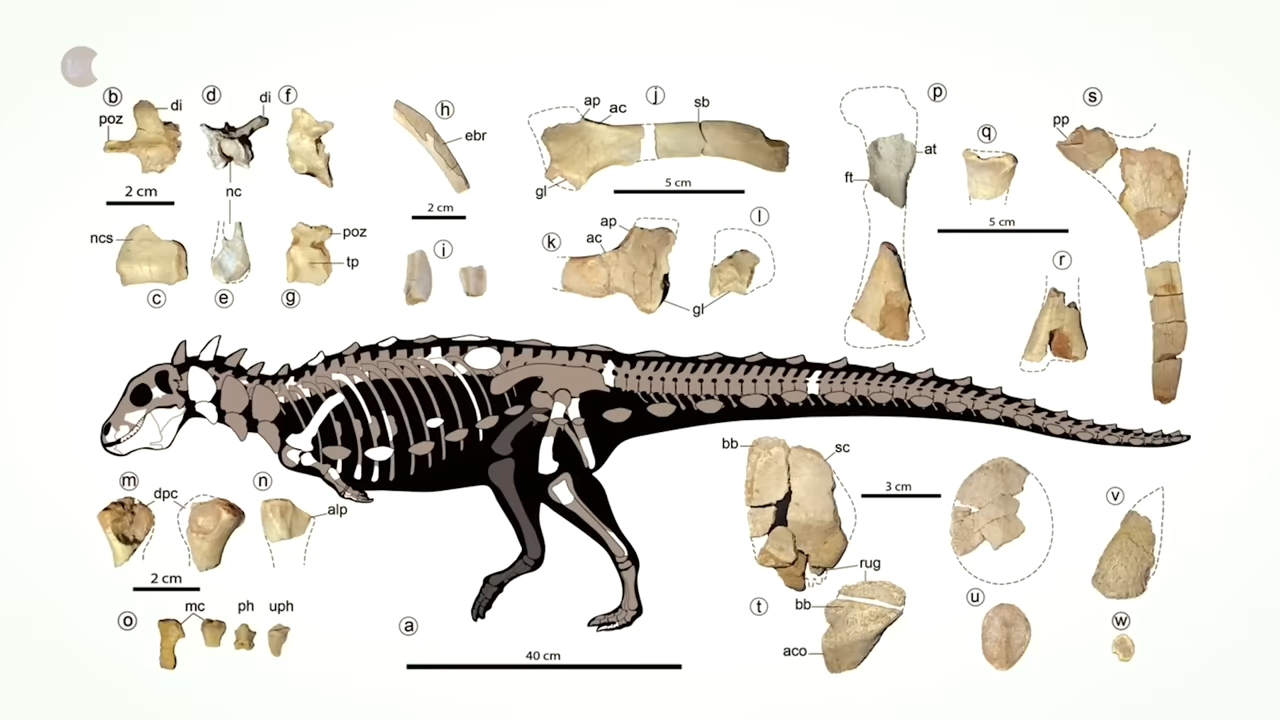 b
d
f
di
di
poz
2 cm
nc
ncs
poz
tp
c
e
g
h
ebr
2 cm
i
j
ap
ac
sb
gl
5 cm
k
ap
ac
l
gl
p
at
ft
q
5 cm
r
s
pp
m
n
dpc
alp
2 cm
o
mc
ph
uph
a
40 cm
bb
sc
3 cm
rug
t
bb
aco
u
v
w